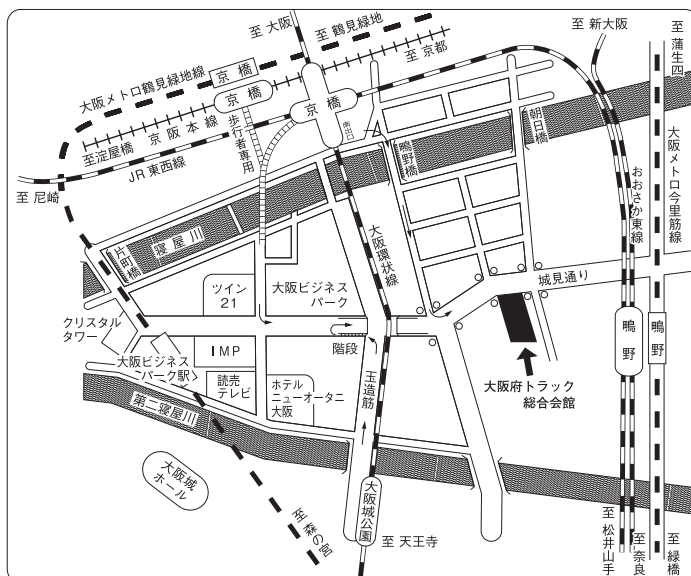 至 大阪
至 鶴見緑地
至 京都
至 新大阪
至 蒲生四
大阪メトロ鶴見緑地線
京橋
京橋
京橋
京阪本線
至淀屋橋
歩行者専用
南出口
JR東西線
至 尼崎
鴫野橋
朝日橋
大阪メトロ今里筋線
おおさか東線
片町橋
寝屋川
大阪環状線
城見通り
ツイン
21
大阪ビジネス
パーク
クリスタル
タワー
大阪ビジネス
パーク駅
IMP
階段
鴫野
鴫野
読売
テレビ
ホテル
ニューオータニ
大阪
玉造筋
大阪府トラック
総合会館
第二寝屋川
大阪城
ホール
至 森の宮
大阪城公園
至 天王寺
至 松井山手
至 奈良
至 緑橋